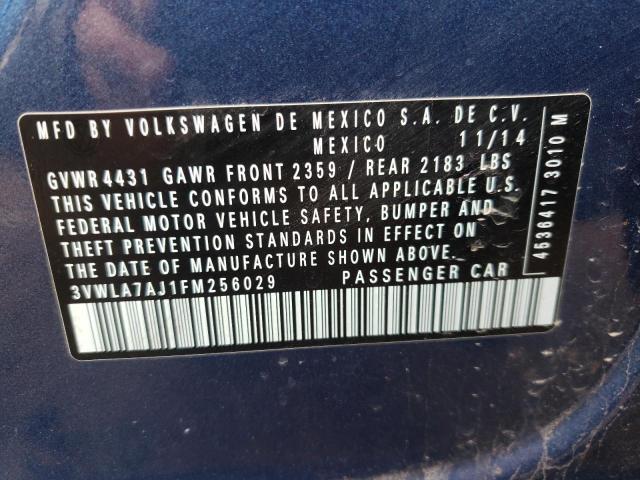 MFD BY VOLKSWAGEN DE MEXICO S.A. DE C.V.
MEXICO 11/14
GVWR4431 GAWR FRONT 2359 / REAR 2183 LBS
THIS VEHICLE CONFORMS TO ALL APPLICABLE U.S.
FEDERAL MOTOR VEHICLE SAFETY, BUMPER AND
THEFT PREVENTION STANDARDS IN EFFECT ON
THE DATE OF MANUFACTURE SHOWN ABOVE.
3VWLA7AJ1FM256029 PASSENGER CAR
4536417 3010 M